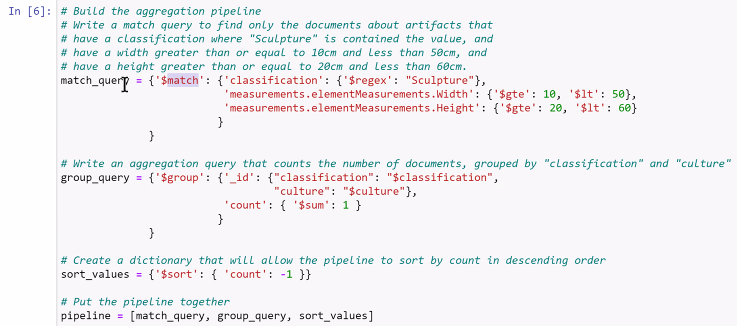 In [6]: # Build the aggregation pipeline
# Write a match query to find only the documents about artifacts that
# have a classification where "Sculpture" is contained the value, and
# have a width greater than or equal to 10cm and less than 50cm, and
# have a height greater than or equal to 20cm and less than 60cm.
match_query = {'$match': {'classification': {'$regex': "Sculpture"},
'measurements.elementMeasurements.Width': {'$gte': 10, '$lt': 50},
'measurements.elementMeasurements.Height': {'$gte': 20, '$lt': 60}
}
}
# Write an aggregation query that counts the number of documents, grouped by "classification" and "culture"
group_query = {'$group': {'_id': {"classification": "$classification",
"culture": "$culture"},
'count': { '$sum': 1 }
}
}
# Create a dictionary that will allow the pipeline to sort by count in descending order
sort_values = {'$sort': { 'count': -1 }}
# Put the pipeline together
pipeline = [match_query, group_query, sort_values]